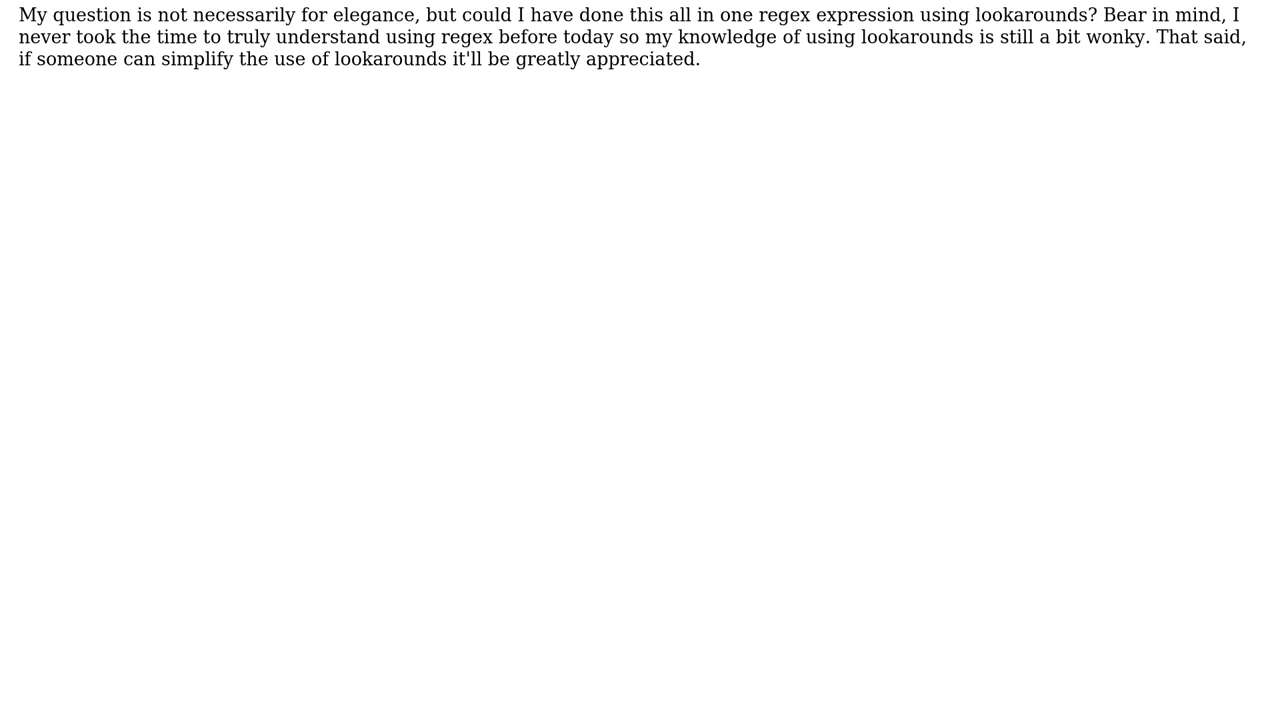 My question is not necessarily for elegance, but could I have done this all in one regex expression using lookarounds? Bear in mind, I
never took the time to truly understand using regex before today so my knowledge of using lookarounds is still a bit wonky. That said,
if someone can simplify the use of lookarounds it'll be greatly appreciated.